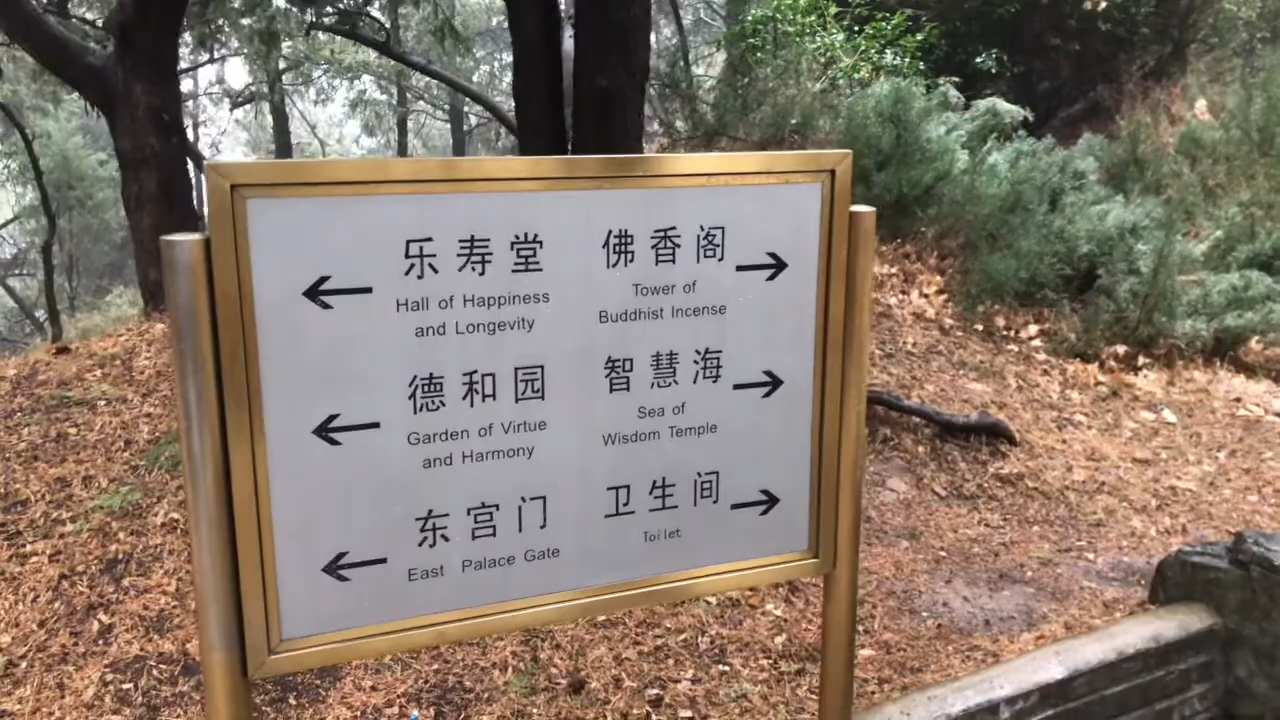 乐寿堂
Hall of Happiness
and Longevity
德和园
Garden of Virtue
and Harmony
东宫门
East Palace Gate
佛香阁
Tower of
Buddhist Incense
智慧海
Sea of
Wisdom Temple
卫生间
Toilet